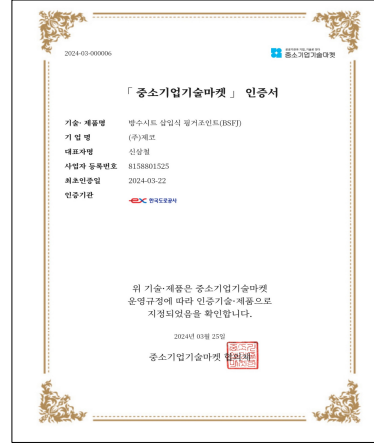 2024-03-000006
중소기업기술마켓
「 중소기업기술마켓 」 인증서
기술· 제품명 방수시트 삽입식 핑거조인트(BSFJ)
기 업 명 (주)제코
대표자명 신삼철
사업자 등록번호 8158801525
최초인증일 2024-03-22
인증기관 ex 한국도로공사
위 기술·제품은 중소기업기술마켓
운영규정에 따라 인증기술·제품으로
지정되었음을 확인합니다.
2024년 03월 25일
중소기업기술마켓 협의체